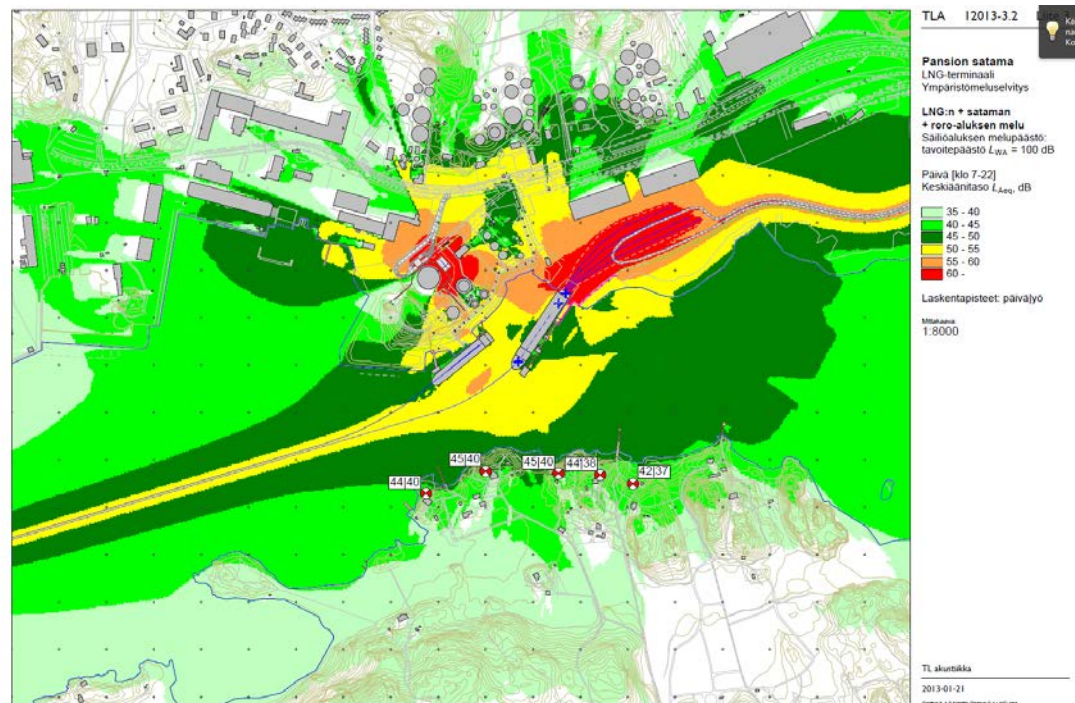 TLA 12013-3.2
Pansion satama
LNG-terminaali
Ympäristömeluselvitys
LNG:n + sataman
+ roro-aluksen melu
Säiliöaluksen melupäästö:
tavoitepäästö LWA = 100 dB
Päivä [klo 7-22]
Keskiäänitaso LAeq, dB
35 - 40
40 - 45
45 - 50
50 - 55
55 - 60
60 -
Laskentapisteet: päivä|yö
Mittakaava:
1:8000
44|40
45|40
45|40
44|38
42|37
TL akustiikka
2013-01-21